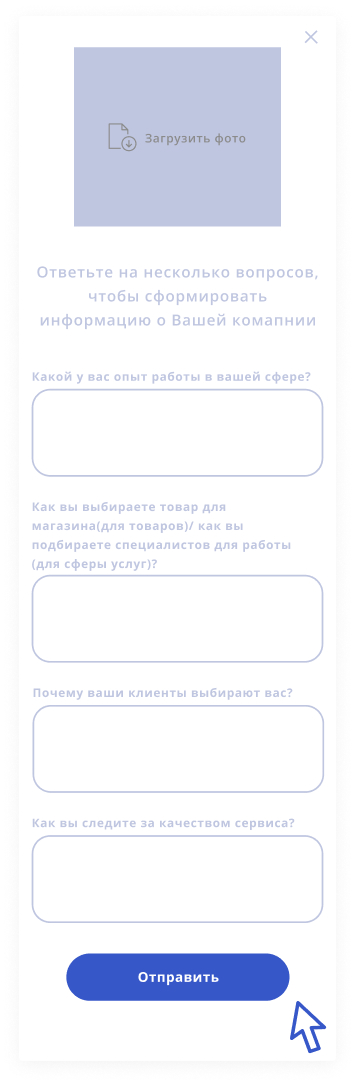 Загрузить фото
Ответьте на несколько вопросов,
чтобы сформировать
информацию о Вашей комапнии
Какой у вас опыт работы в вашей сфере?
Как вы выбираете товар для
магазина(для товаров)/ как вы
подбираете специалистов для работы
(для сферы услуг)?
Почему ваши клиенты выбирают вас?
Как вы следите за качеством сервиса?
Отправить